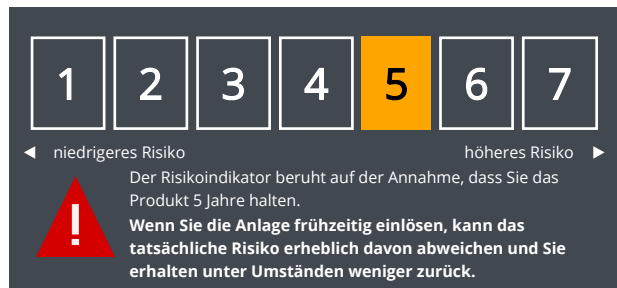 1 2 3 4 5 6 7
◄ niedrigeres Risiko höheres Risiko ►
Der Risikoindikator beruht auf der Annahme, dass Sie das
Produkt 5 Jahre halten.
Wenn Sie die Anlage frühzeitig einlösen, kann das
tatsächliche Risiko erheblich davon abweichen und Sie
erhalten unter Umständen weniger zurück.